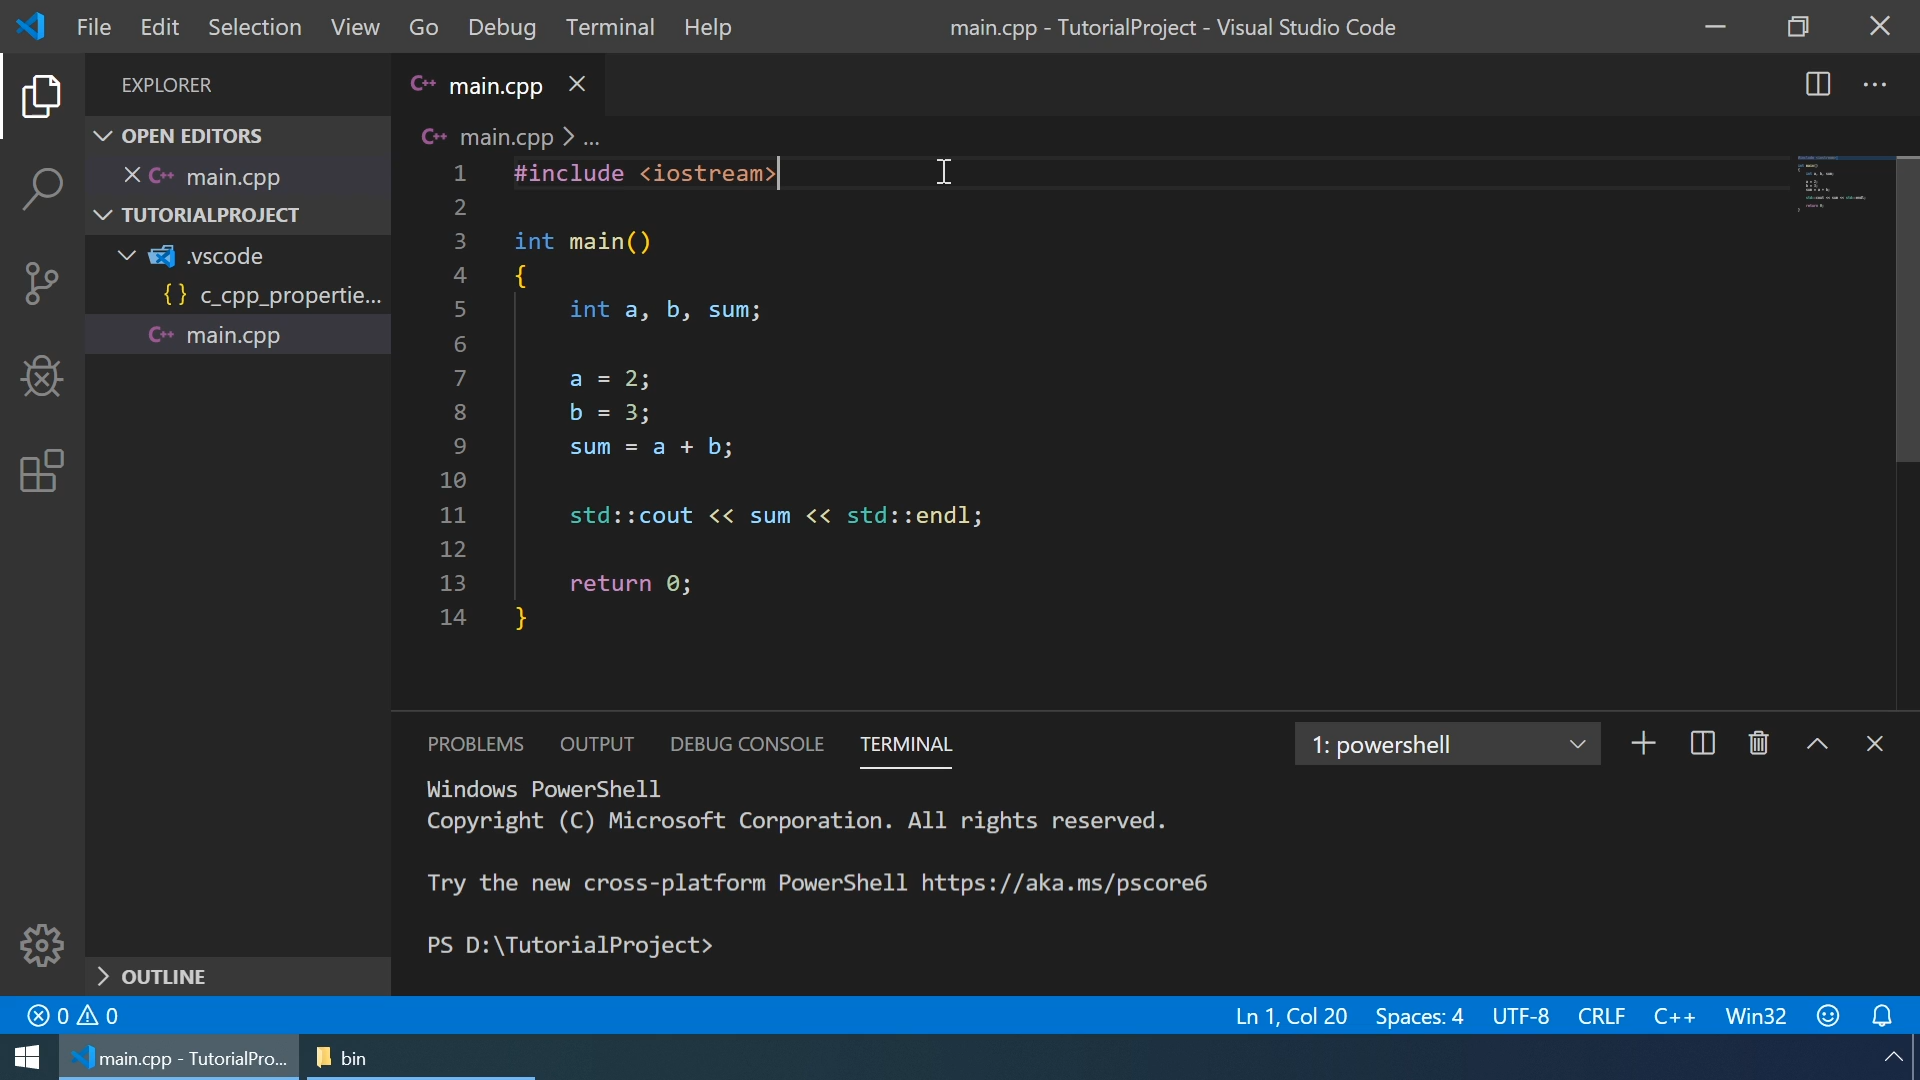 File Edit Selection View Go Debug Terminal Help
main.cpp - TutorialProject - Visual Studio Code
EXPLORER
OPEN EDITORS
main.cpp
TUTORIALPROJECT
.vscode
c_cpp_propertie...
main.cpp
OUTLINE
main.cpp
main.cpp > ...
1 #include <iostream>
2
3 int main()
4 {
5 int a, b, sum;
6
7 a = 2;
8 b = 3;
9 sum = a + b;
10
11 std::cout << sum << std::endl;
12
13 return 0;
14 }
PROBLEMS OUTPUT DEBUG CONSOLE TERMINAL
1: powershell
Windows PowerShell
Copyright (C) Microsoft Corporation. All rights reserved.
Try the new cross-platform PowerShell https://aka.ms/pscore6
PS D:\TutorialProject>
0 0
Ln 1, Col 20 Spaces: 4 UTF-8 CRLF C++ Win32
main.cpp - TutorialPro... bin